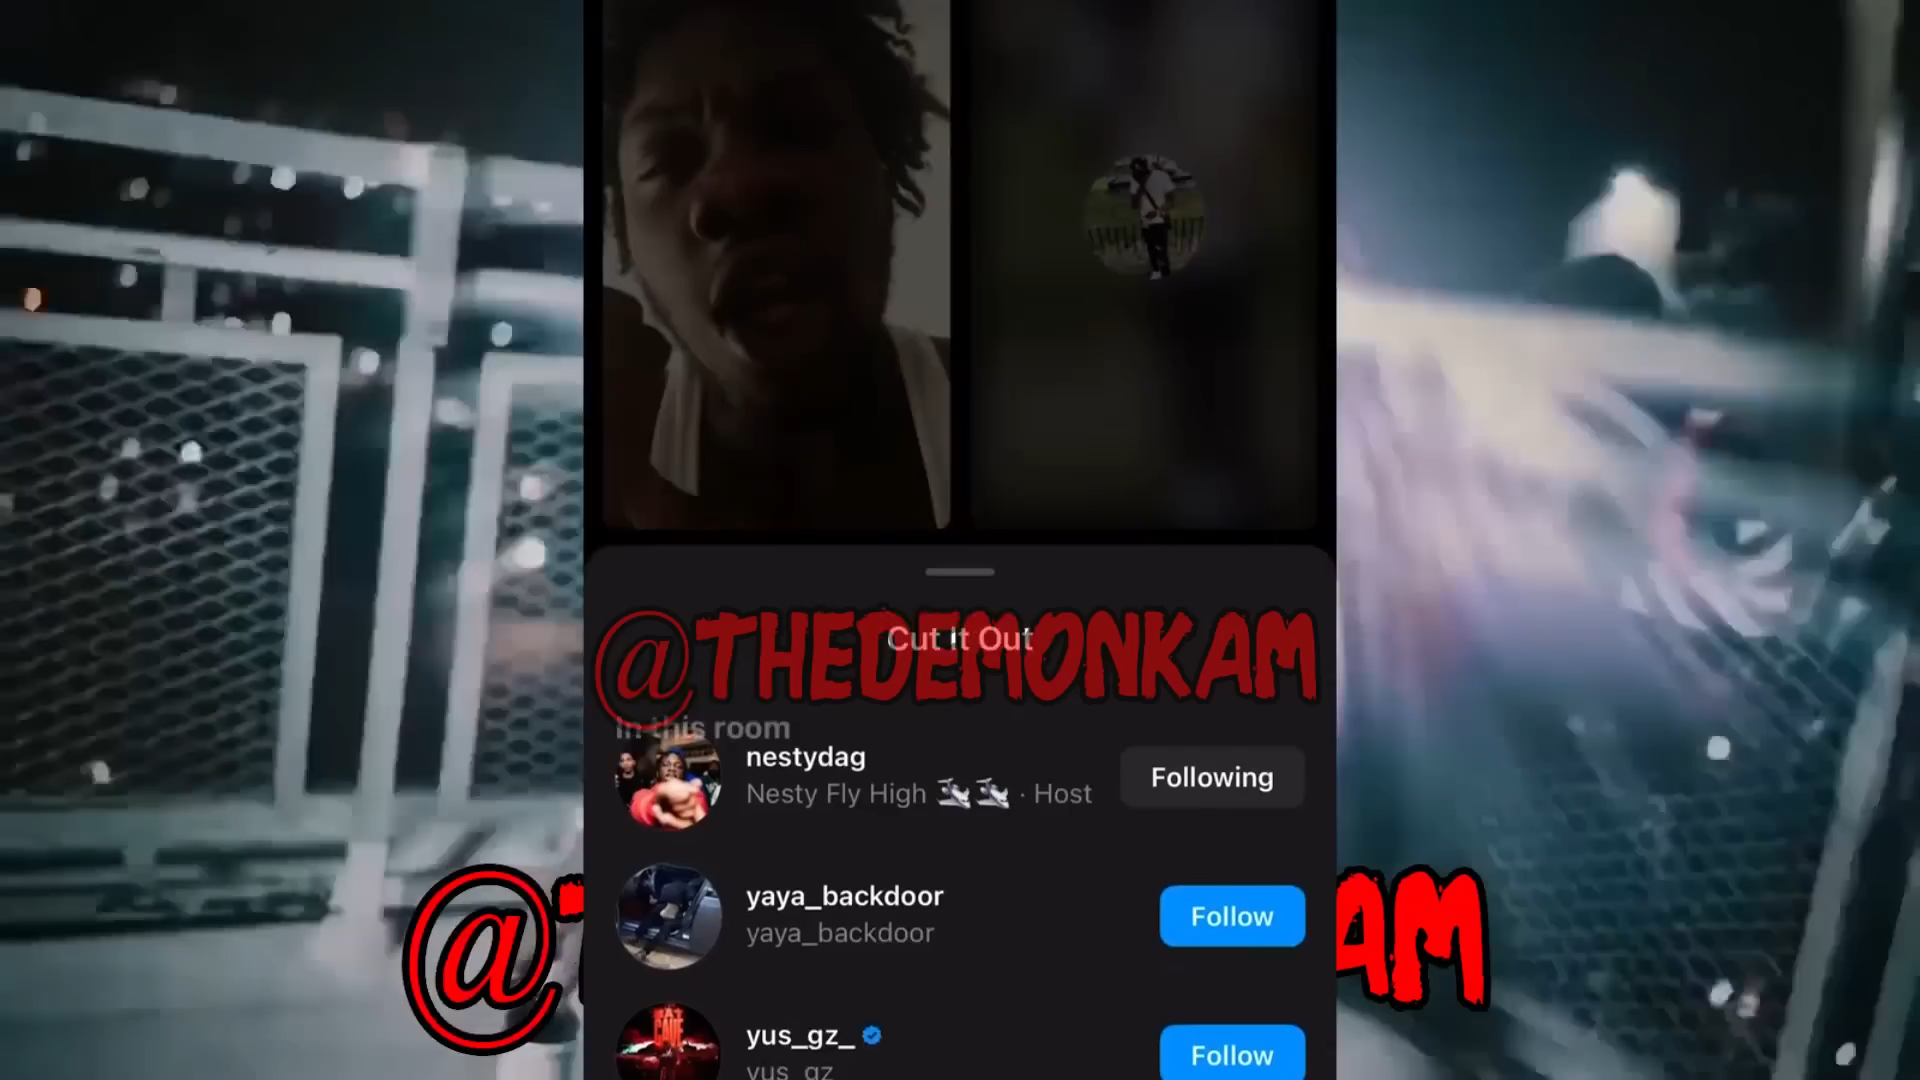 Cut It Out
@THEDEMONKAM
In this room
nestydag
Nesty Fly High · Host
Following
yaya_backdoor
yaya_backdoor
Follow
yus_gz_
yus_gz
Follow
@T
AM